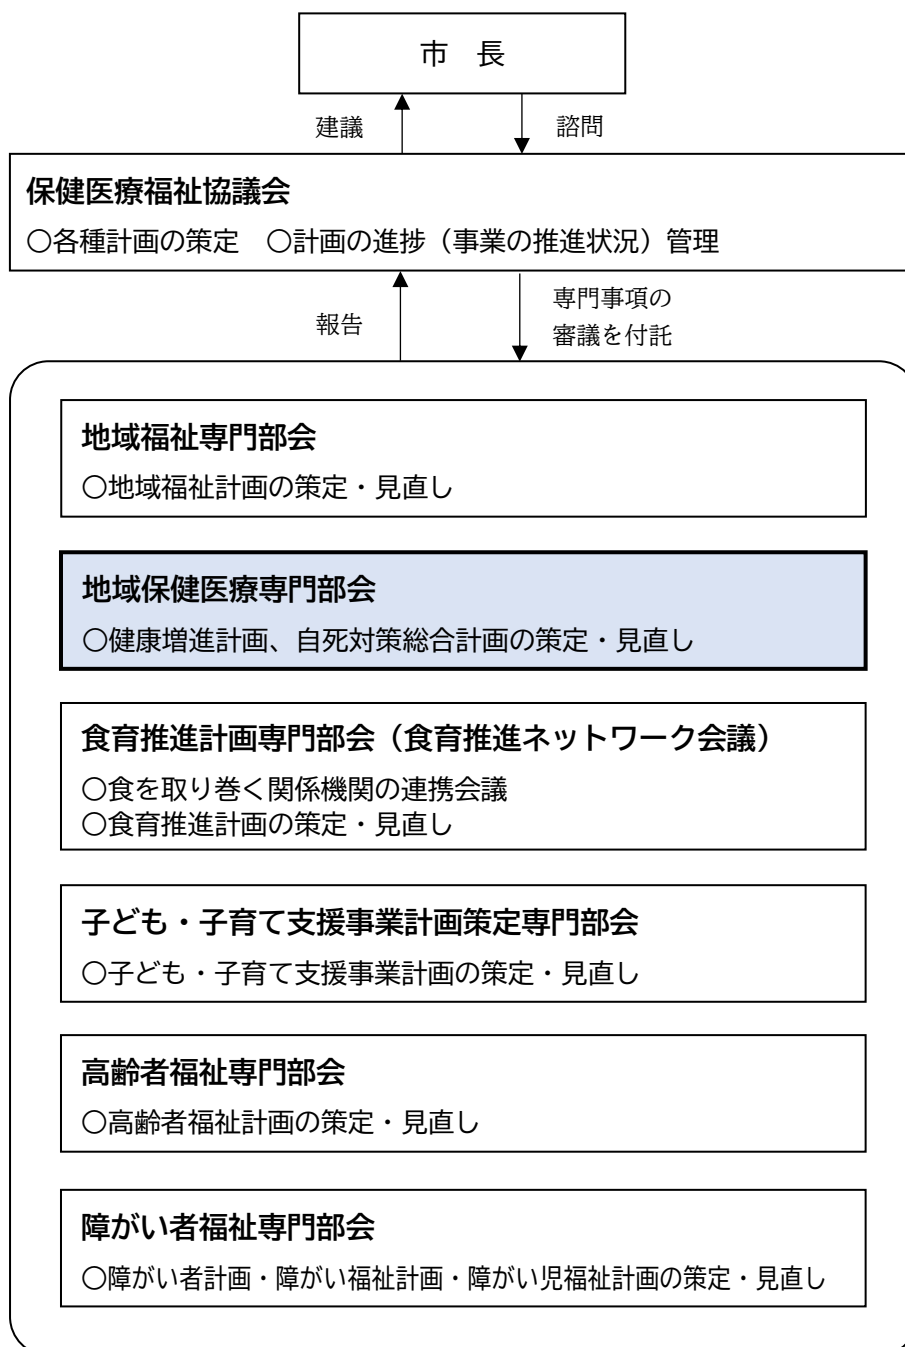 市　長
建議
諮問
保健医療福祉協議会
○各種計画の策定　○計画の進捗（事業の推進状況）管理
報告
専門事項の
審議を付託
地域福祉専門部会
○地域福祉計画の策定・見直し
地域保健医療専門部会
○健康増進計画、自死対策総合計画の策定・見直し
食育推進計画専門部会（食育推進ネットワーク会議）
○食を取り巻く関係機関の連携会議
○食育推進計画の策定・見直し
子ども・子育て支援事業計画策定専門部会
○子ども・子育て支援事業計画の策定・見直し
高齢者福祉専門部会
○高齢者福祉計画の策定・見直し
障がい者福祉専門部会
○障がい者計画・障がい福祉計画・障がい児福祉計画の策定・見直し